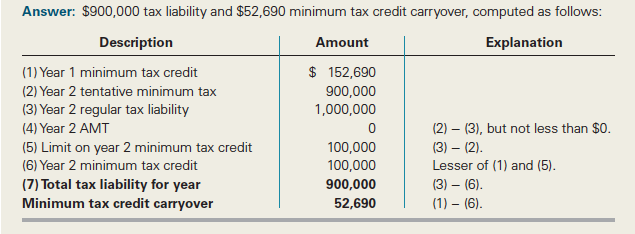 Answer: $900,000 tax liability and $52,690 minimum tax credit carryover, computed as follows:
Description Amount Explanation
(1) Year 1 minimum tax credit $ 152,690
(2) Year 2 tentative minimum tax 900,000
(3) Year 2 regular tax liability 1,000,000
(4) Year 2 AMT 0 (2) – (3), but not less than $0.
(5) Limit on year 2 minimum tax credit 100,000 (3) – (2).
(6) Year 2 minimum tax credit 100,000 Lesser of (1) and (5).
(7) Total tax liability for year 900,000 (3) – (6).
Minimum tax credit carryover 52,690 (1) – (6).